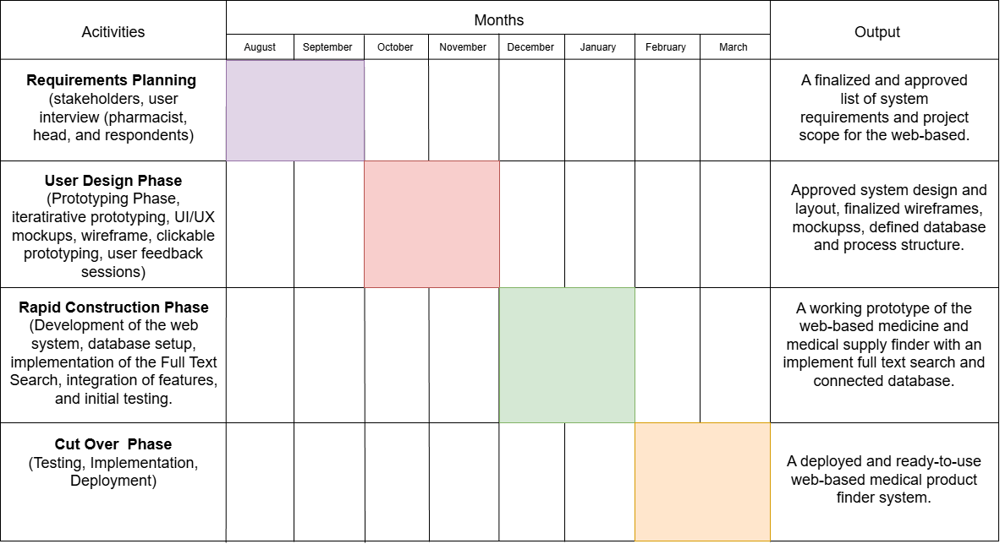 Acitivities
Months
Output
August
September
October
November
December
January
February
March
Requirements Planning
(stakeholders, user
interview (pharmacist,
head, and respondents)
A finalized and approved
list of system
requirements and project
scope for the web-based.
User Design Phase
(Prototyping Phase,
iteratirative prototyping, UI/UX
mockups, wireframe, clickable
prototyping, user feedback
sessions)
Approved system design and
layout, finalized wireframes,
mockupss, defined database
and process structure.
Rapid Construction Phase
(Development of the web
system, database setup,
implementation of the Full Text
Search, integration of features,
and initial testing.
A working prototype of the
web-based medicine and
medical supply finder with an
implement full text search and
connected database.
Cut Over Phase
(Testing, Implementation,
Deployment)
A deployed and ready-to-use
web-based medical product
finder system.